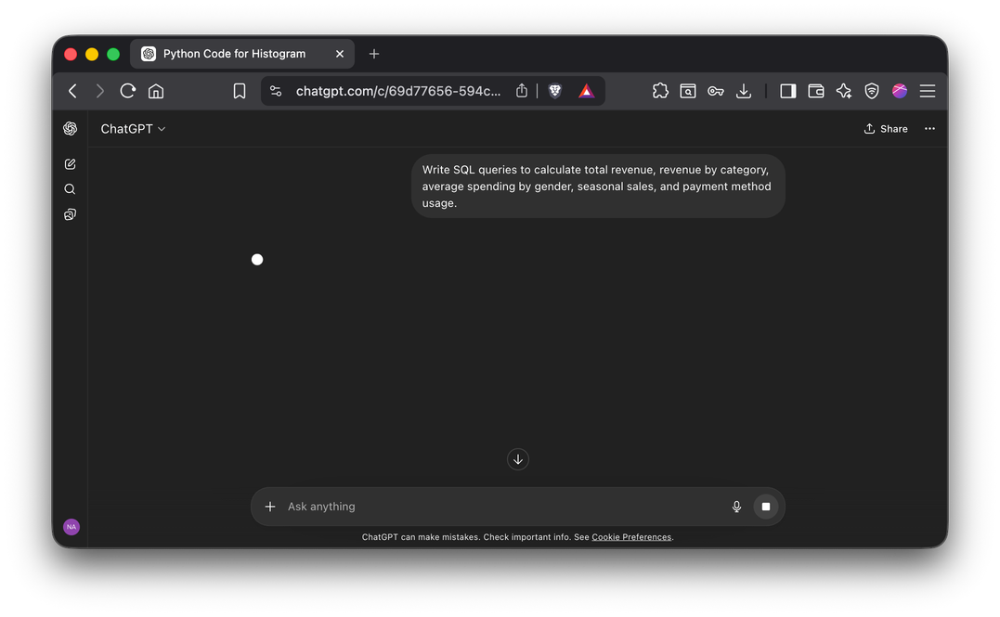 Python Code for Histogram
chatgpt.com/c/69d77656-594c...
ChatGPT
Share
Write SQL queries to calculate total revenue, revenue by category,
average spending by gender, seasonal sales, and payment method
usage.
Ask anything
NA
ChatGPT can make mistakes. Check important info. See Cookie Preferences.